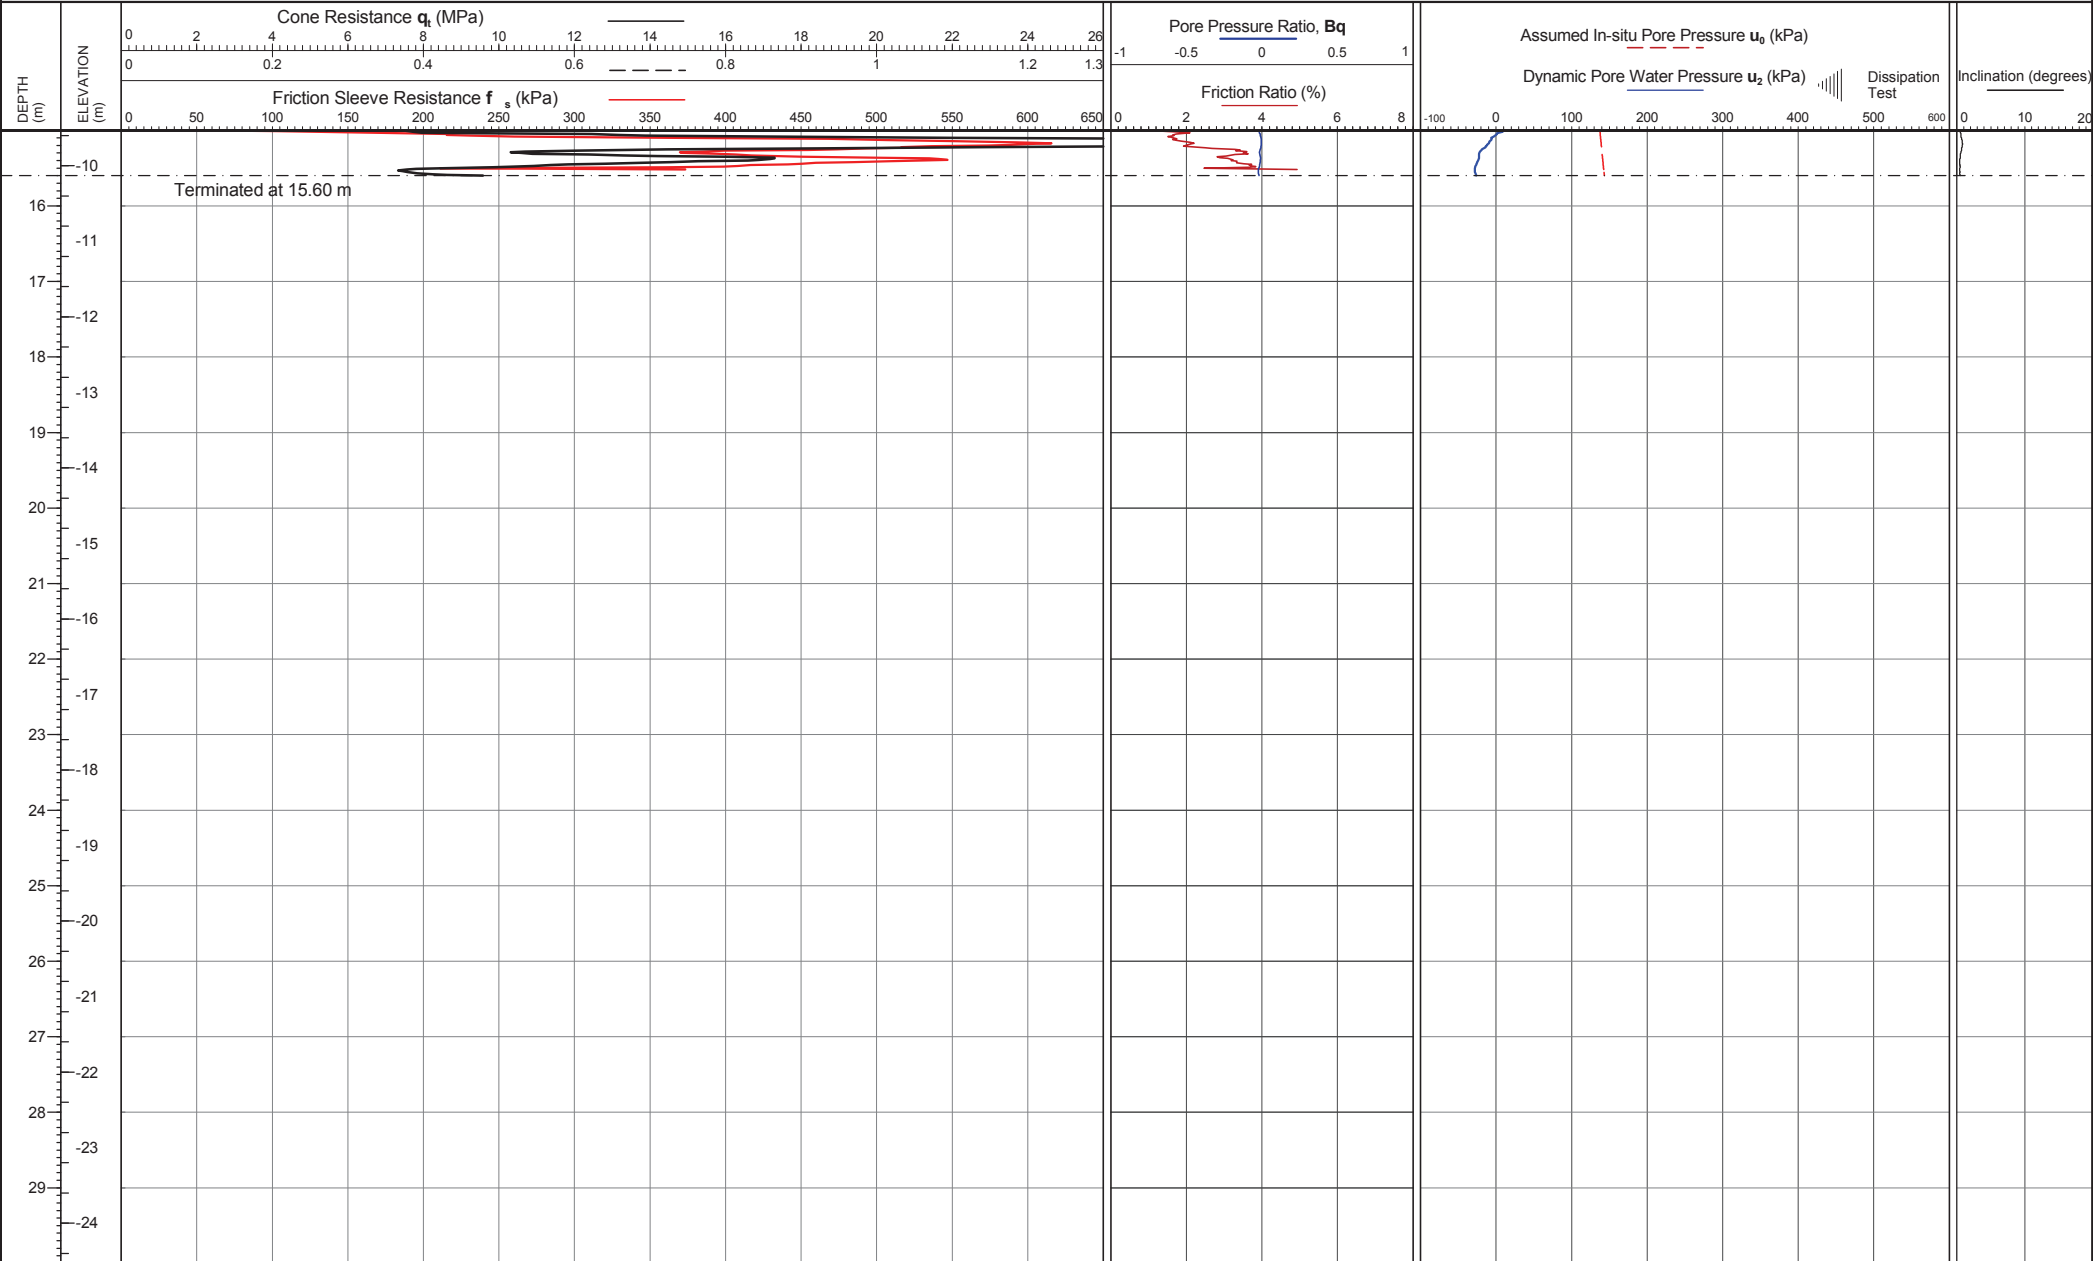 DEPTH
(m)
ELEVATION
(m)
Cone Resistance qt (MPa)
0 2 4 6 8 10 12 14 16 18 20 22 24 26
0 0.2 0.4 0.6 0.8 1 1.2 1.3
Friction Sleeve Resistance f s (kPa)
0 50 100 150 200 250 300 350 400 450 500 550 600 650
Pore Pressure Ratio, Bq
-1 -0.5 0 0.5 1
Friction Ratio (%)
0 2 4 6 8
Assumed In-situ Pore Pressure u0 (kPa)
Dynamic Pore Water Pressure u2 (kPa)
Dissipation
Test
-100 0 100 200 300 400 500 600
Inclination (degrees)
0 10 20
-10
Terminated at 15.60 m
16
-11
17
-12
18
-13
19
-14
20
-15
21
-16
22
-17
23
-18
24
-19
25
-20
26
-21
27
-22
28
-23
29
-24